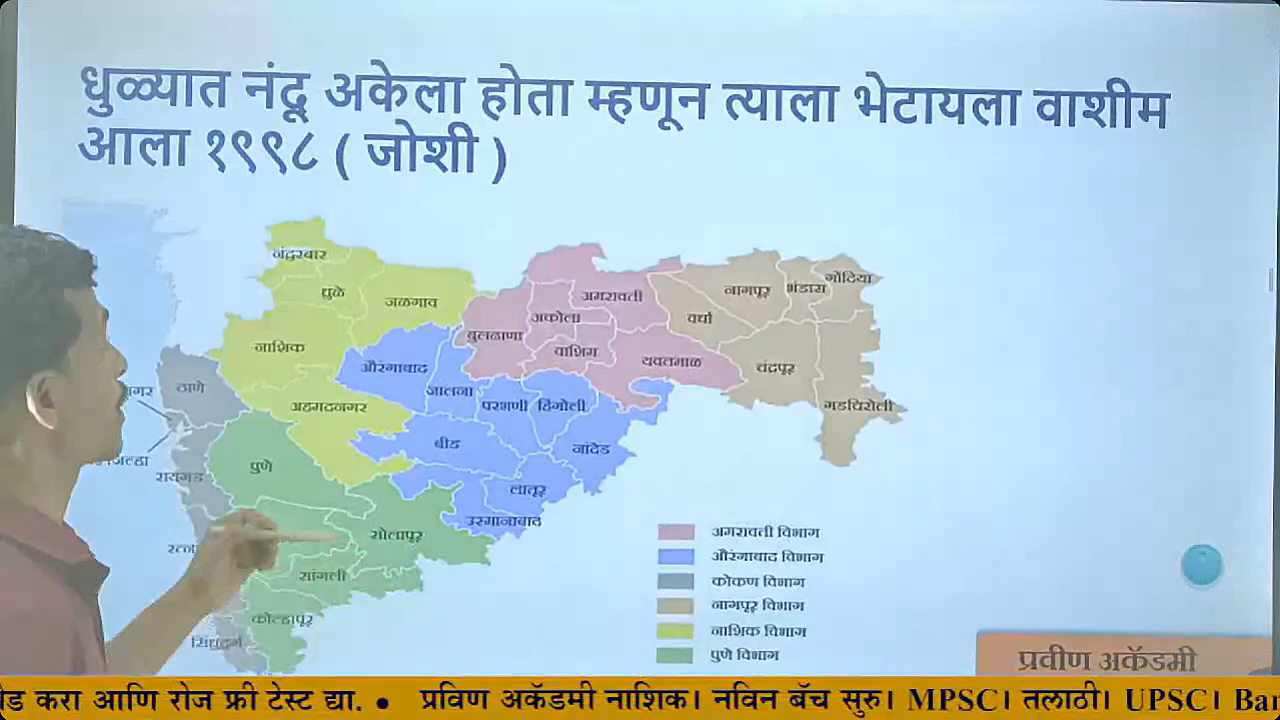 धुळ्यात नंदू अकेला होता म्हणून त्याला भेटायला वाशीम
आला १९९८ ( जोशी )
नंदुरबार
धुळे
जळगाव
नाशिक
अहमदनगर
औरंगाबाद
जालना
परभणी
हिंगोली
बीड
नांदेड
लातूर
उस्मानाबाद
बुलढाणा
अकोला
अमरावती
वाशिम
यवतमाळ
वर्धा
नागपूर
भंडारा
गोंदिया
चंद्रपूर
गडचिरोली
ठाणे
रायगड
पुणे
सोलापूर
सांगली
कोल्हापूर
सिंधुदुर्ग
अमरावती विभाग
औरंगाबाद विभाग
कोकण विभाग
नागपूर विभाग
नाशिक विभाग
पुणे विभाग
प्रवीण अकॅडमी
करा आणि रोज फ्री टेस्ट द्या. • प्रविण अकॅडमी नाशिक। नविन बॅच सुरु। MPSC। तलाठी। UPSC।